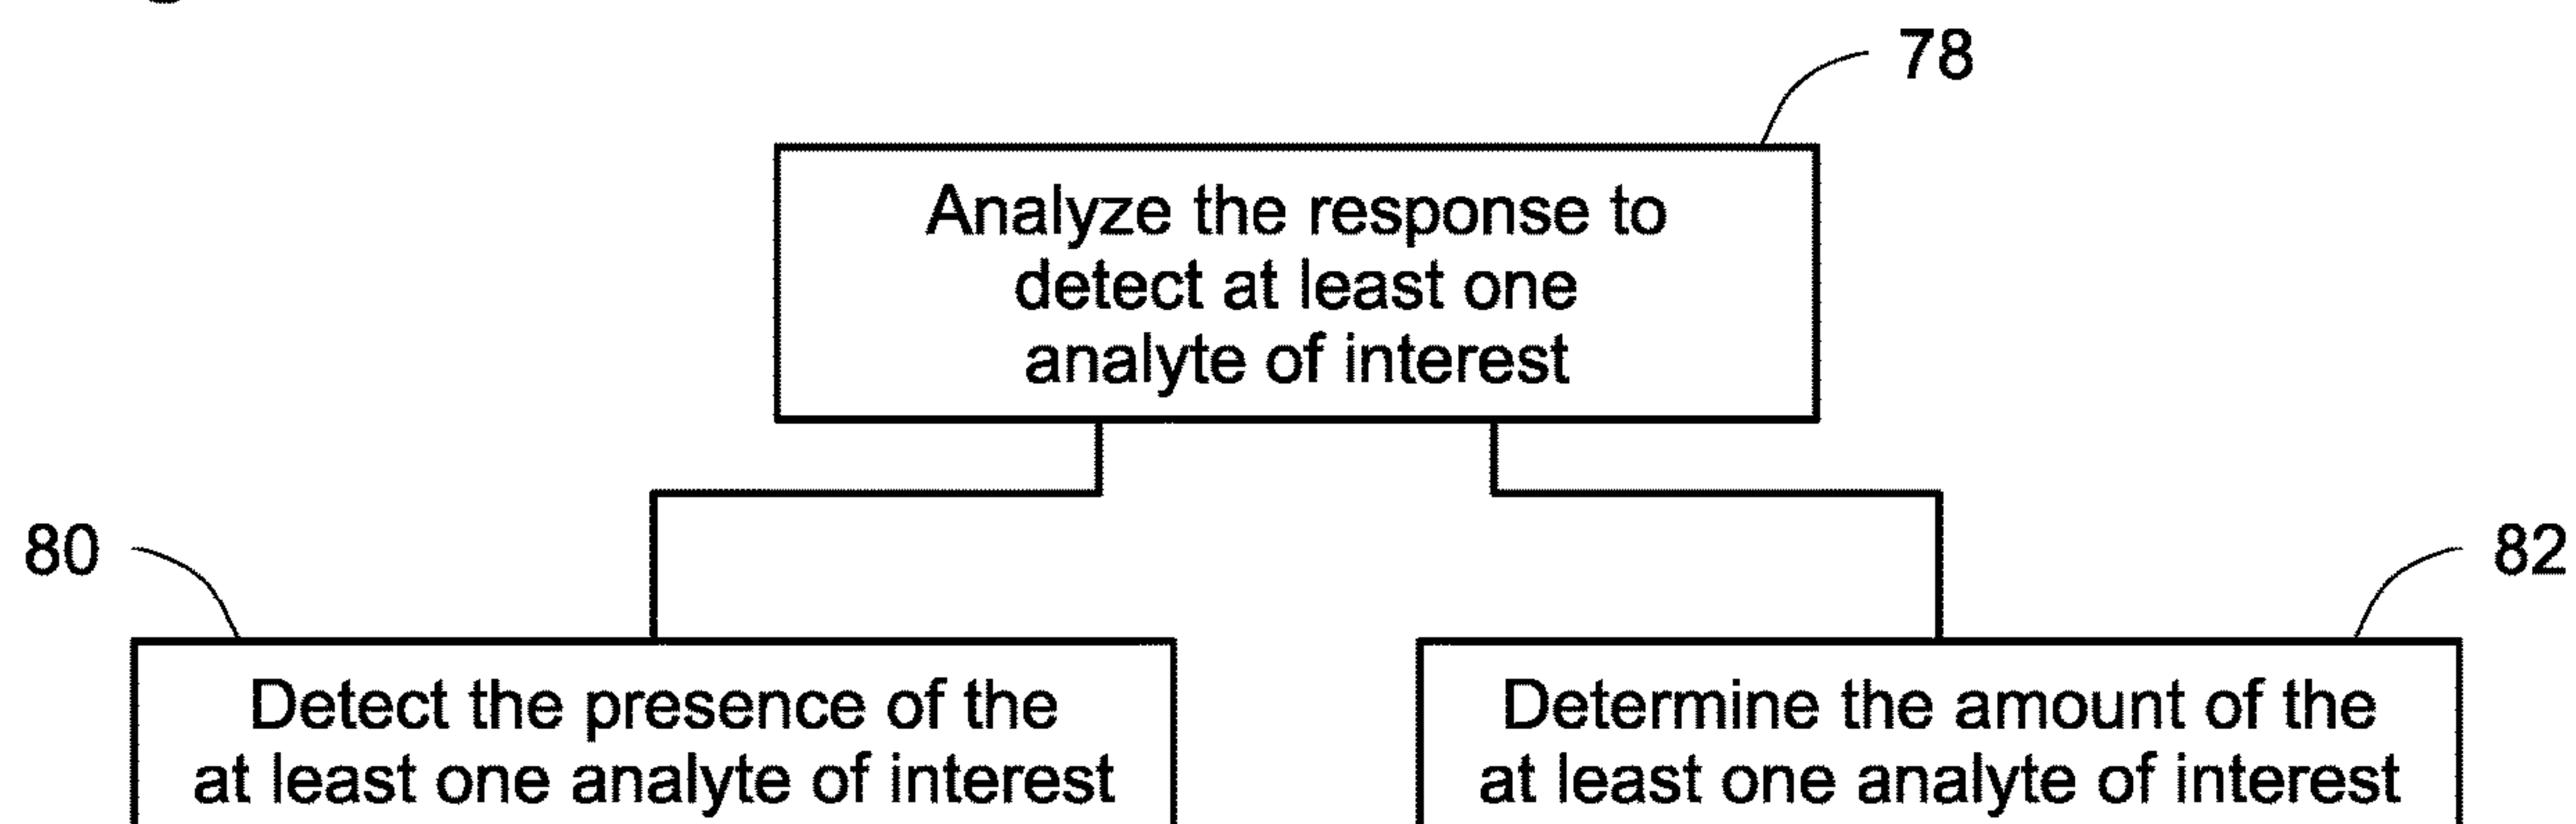 78
Analyze the response to
detect at least one
analyte of interest
80
82
Detect the presence of the
at least one analyte of interest
Determine the amount of the
at least one analyte of interest